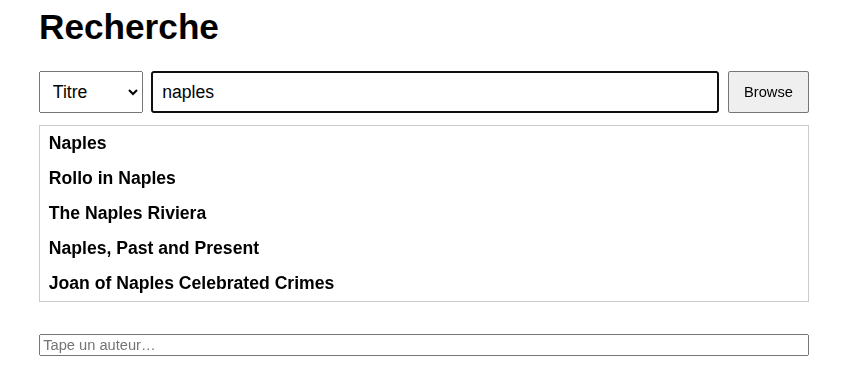 Recherche
Titre naples Browse
Naples
Rollo in Naples
The Naples Riviera
Naples, Past and Present
Joan of Naples Celebrated Crimes
Tape un auteur…